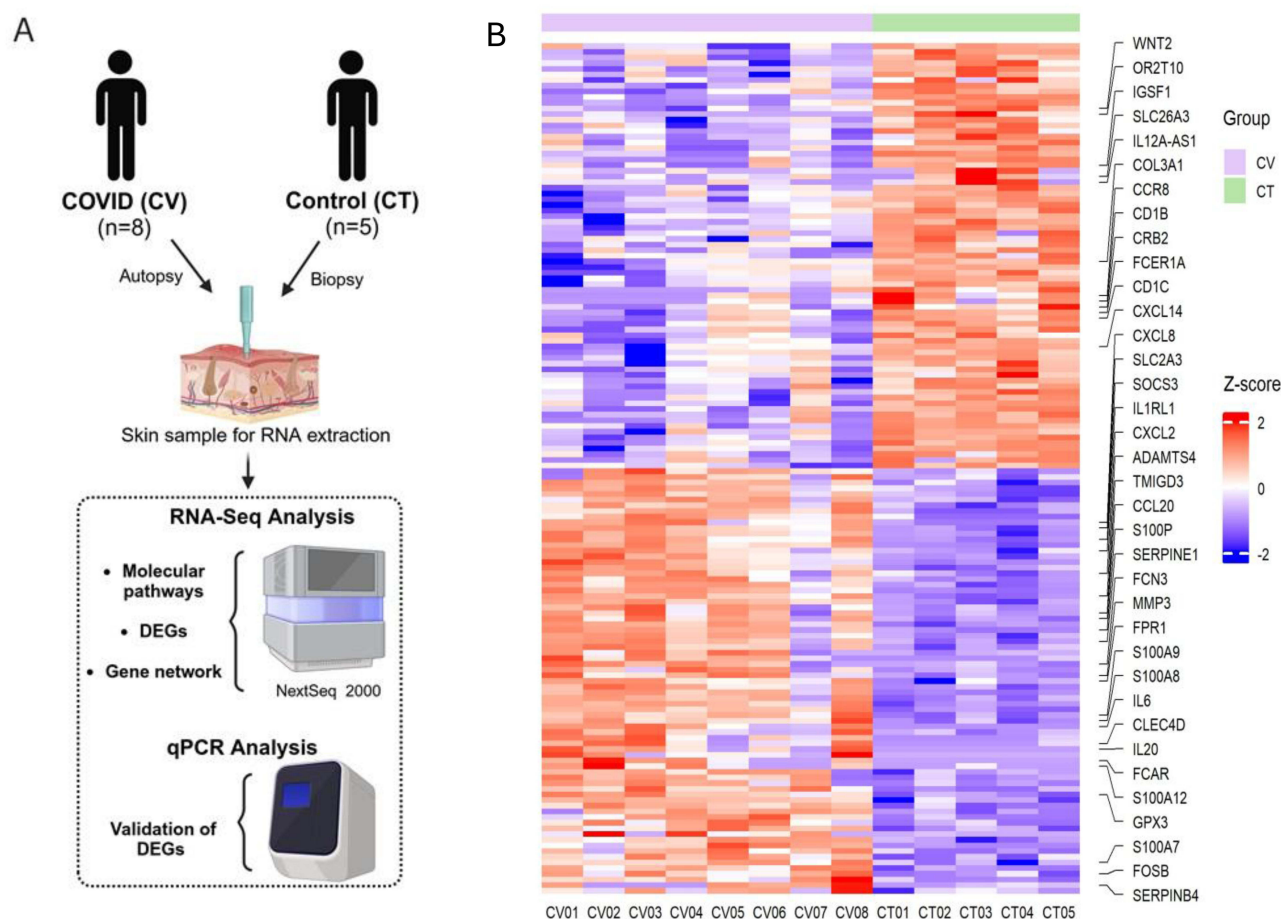 A
COVID (CV)
(n=8)
Control (CT)
(n=5)
Autopsy
Biopsy
Skin sample for RNA extraction
RNA-Seq Analysis
• Molecular
pathways
• DEGs
• Gene network
NextSeq 2000
qPCR Analysis
Validation of
DEGs
B
WNT2
OR2T10
IGSF1
SLC26A3
IL12A-AS1
COL3A1
CCR8
CD1B
CRB2
FCER1A
CD1C
CXCL14
CXCL8
SLC2A3
SOCS3
IL1RL1
CXCL2
ADAMTS4
TMIGD3
CCL20
S100P
SERPINE1
FCN3
MMP3
FPR1
S100A9
S100A8
IL6
CLEC4D
IL20
FCAR
S100A12
GPX3
S100A7
FOSB
SERPINB4
CV01 CV02 CV03 CV04 CV05 CV06 CV07 CV08 CT01 CT02 CT03 CT04 CT05
Group
CV
CT
Z-score
2
0
-2